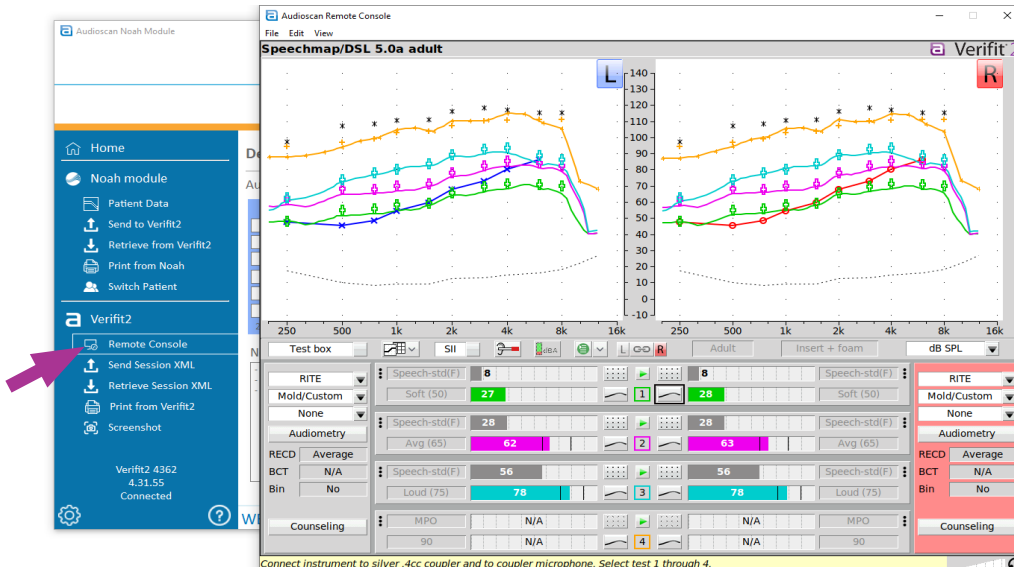 Audioscan Noah Module
Home
Noah module
Patient Data
Send to Verifit2
Retrieve from Verifit2
Print from Noah
Switch Patient
a Verifit2
Remote Console
Send Session XML
Retrieve Session XML
Print from Verifit2
Screenshot
Verifit2 4362
4.31.55
Connected
?
De
Au
N
WE
a Audioscan Remote Console
File Edit View
Speechmap/DSL 5.0a adult
a Verifit 2
L
R
140
130
120
110
100
90
80
70
60
50
40
30
20
10
0
-10
250 500 1k 2k 4k 8k 16k
250 500 1k 2k 4k 8k 16k
Test box SII dBA L R Adult Insert + foam dB SPL
RITE
Mold/Custom
None
Audiometry
RECD Average
BCT N/A
Bin No
Counseling
Speech-std(F) 8 8 Speech-std(F)
Soft (50) 27 1 28 Soft (50)
Speech-std(F) 28 28 Speech-std(F)
Avg (65) 62 2 63 Avg (65)
Speech-std(F) 56 56 Speech-std(F)
Loud (75) 78 3 78 Loud (75)
MPO N/A N/A MPO
90 N/A 4 N/A 90
RITE
Mold/Custom
None
Audiometry
RECD Average
BCT N/A
Bin No
Counseling
Connect instrument to silver .4cc coupler and to coupler microphone. Select test 1 through 4.